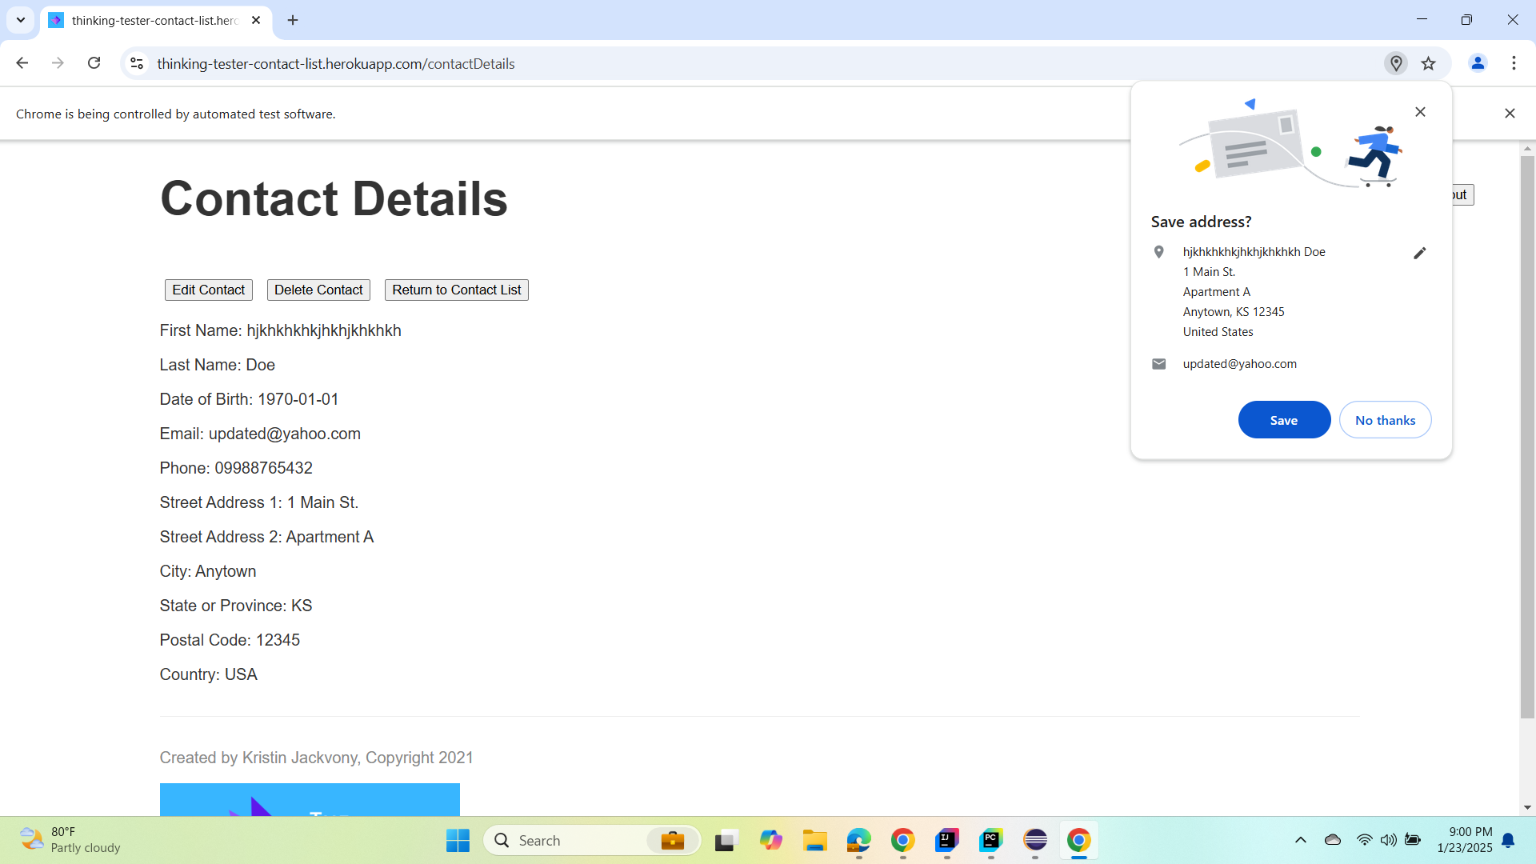 thinking-tester-contact-list.her
thinking-tester-contact-list.herokuapp.com/contactDetails
Chrome is being controlled by automated test software.
Contact Details
out
Save address?
hjkhkhkhkjhkhjkhkhkh Doe
1 Main St.
Apartment A
Anytown, KS 12345
United States
updated@yahoo.com
Save
No thanks
Edit Contact
Delete Contact
Return to Contact List
First Name: hjkhkhkhkjhkhjkhkhkh
Last Name: Doe
Date of Birth: 1970-01-01
Email: updated@yahoo.com
Phone: 09988765432
Street Address 1: 1 Main St.
Street Address 2: Apartment A
City: Anytown
State or Province: KS
Postal Code: 12345
Country: USA
Created by Kristin Jackvony, Copyright 2021
80°F
Partly cloudy
Search
IJ
PC
9:00 PM
1/23/2025